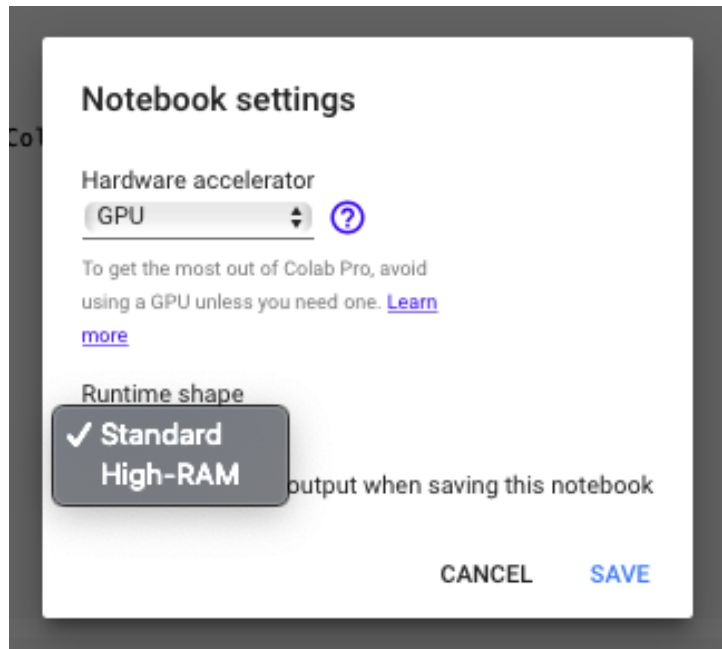 Notebook settings
Col
Hardware accelerator
GPU
?
To get the most out of Colab Pro, avoid
using a GPU unless you need one. Learn
more
Runtime shape
✓ Standard
High-RAM
output when saving this notebook
CANCEL SAVE